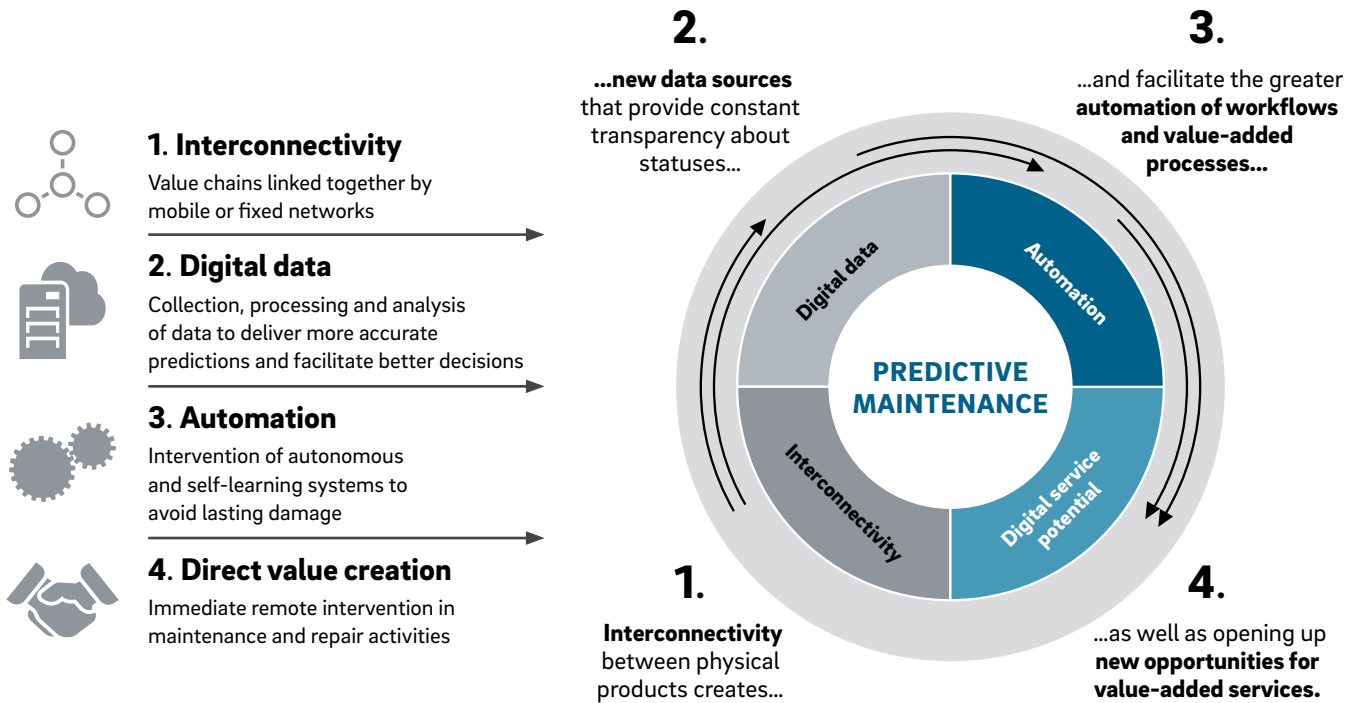 1. Interconnectivity
Value chains linked together by
mobile or fixed networks
2. Digital data
Collection, processing and analysis
of data to deliver more accurate
predictions and facilitate better decisions
3. Automation
Intervention of autonomous
and self-learning systems to
avoid lasting damage
4. Direct value creation
Immediate remote intervention in
maintenance and repair activities
2.
...new data sources
that provide constant
transparency about
statuses...
3.
...and facilitate the greater
automation of workflows
and value-added
processes...
Digital data
Automation
PREDICTIVE
MAINTENANCE
Interconnectivity
Digital service
potential
1.
Interconnectivity
between physical
products creates...
4.
...as well as opening up
new opportunities for
value-added services.